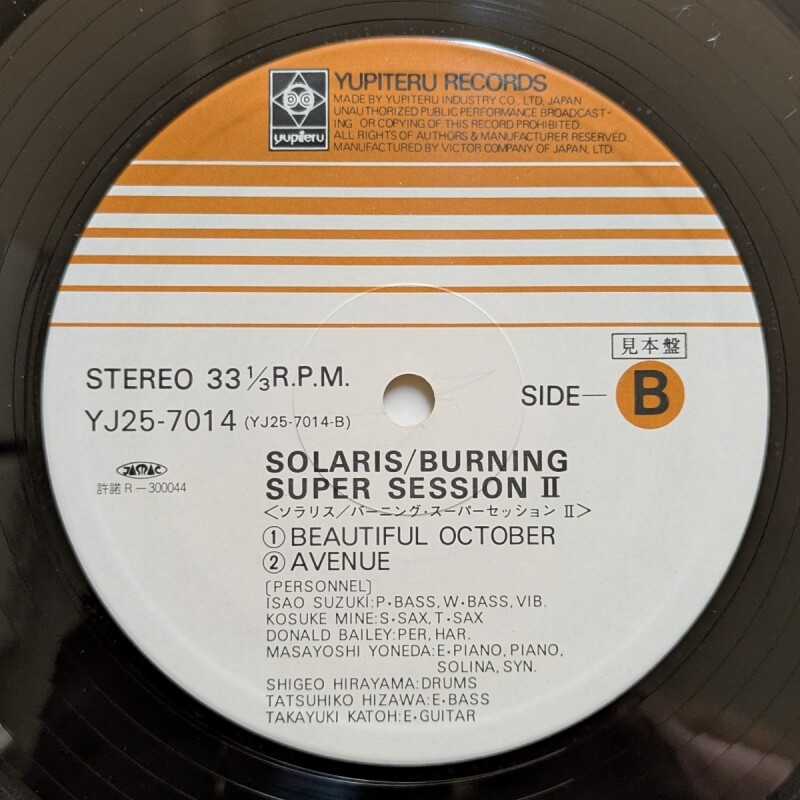 yupiteru
YUPITERU RECORDS
MADE BY YUPITERU INDUSTRY CO., LTD, JAPAN
UNAUTHORIZED PUBLIC PERFORMANCE BROADCAST-
ING OR COPYING OF THIS RECORD PROHIBITED.
ALL RIGHTS OF AUTHORS & MANUFACTURER RESERVED.
MANUFACTURED BY VICTOR COMPANY OF JAPAN, LTD.
見本盤
STEREO 33 1/3 R.P.M.
SIDE—B
YJ25-7014 (YJ25-7014-B)
JASRAC
許諾 R-300044
SOLARIS/BURNING
SUPER SESSION II
<ソラリス/バーニング・スーパーセッション II>
① BEAUTIFUL OCTOBER
② AVENUE
[PERSONNEL]
ISAO SUZUKI:P•BASS,W•BASS,VIB.
KOSUKE MINE:S•SAX,T•SAX
DONALD BAILEY:PER,HAR.
MASAYOSHI YONEDA:E•PIANO,PIANO,
SOLINA,SYN.
SHIGEO HIRAYAMA:DRUMS
TATSUHIKO HIZAWA:E•BASS
TAKAYUKI KATOH:E•GUITAR